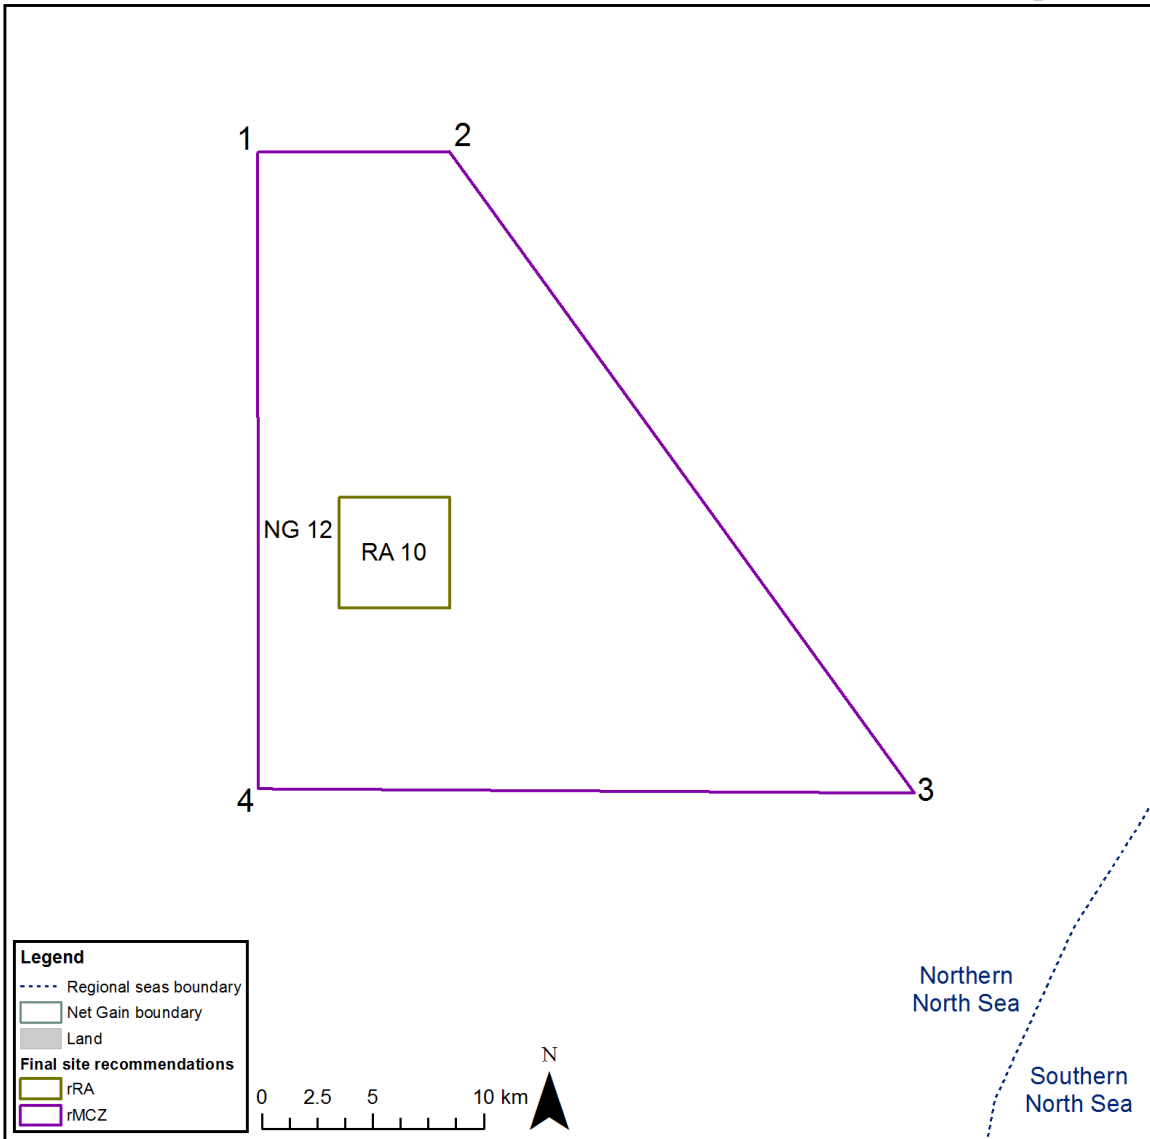 1
2
NG 12
RA 10
3
4
Northern
North Sea
Southern
North Sea
Legend
Regional seas boundary
Net Gain boundary
Land
Final site recommendations
rRA
rMCZ
N
0 2.5 5 10 km